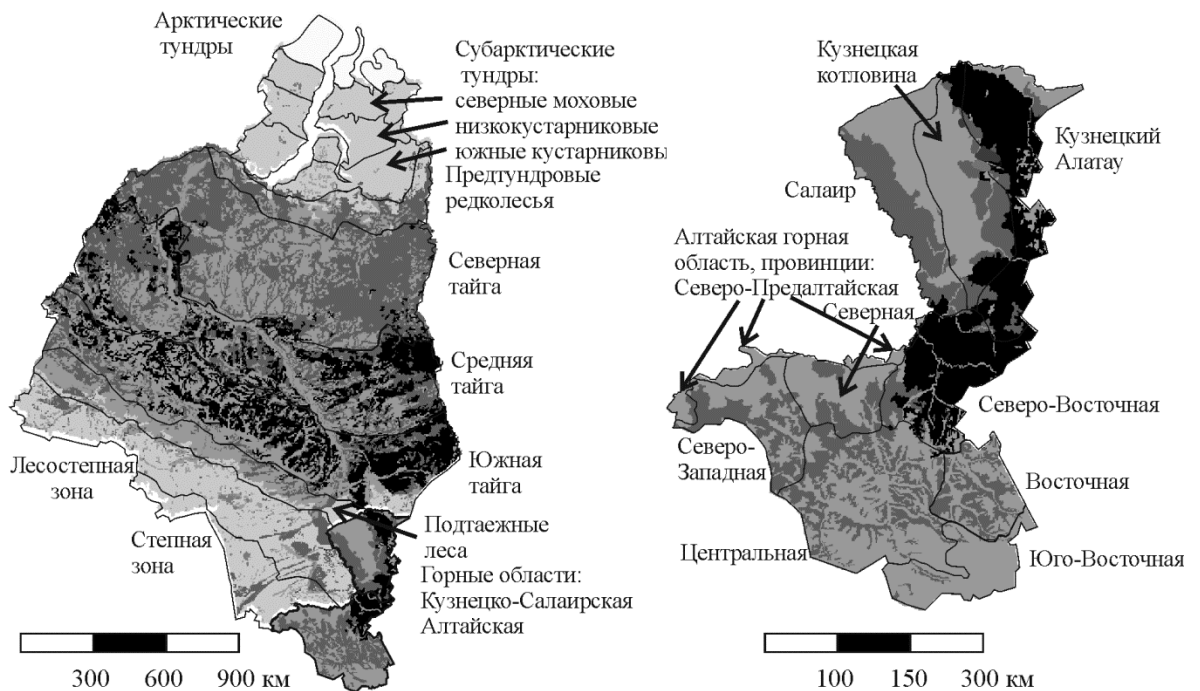 Арктические
тундры
Субарктические
тундры:
северные моховые
низкокустарниковые
южные кустарниковы
Предтундровые
редколесья
Северная
тайга
Средняя
тайга
Южная
тайга
Лесостепная
зона
Степная
зона
Подтаежные
леса
Горные области:
Кузнецко-Салаирская
Алтайская
300 600 900 км
Кузнецкая
котловина
Кузнецкий
Алатау
Салаир
Алтайская горная
область, провинции:
Северо-Предалтайская
Северная
Северо-Восточная
Северо-
Западная
Восточная
Центральная
Юго-Восточная
100 150 300 км